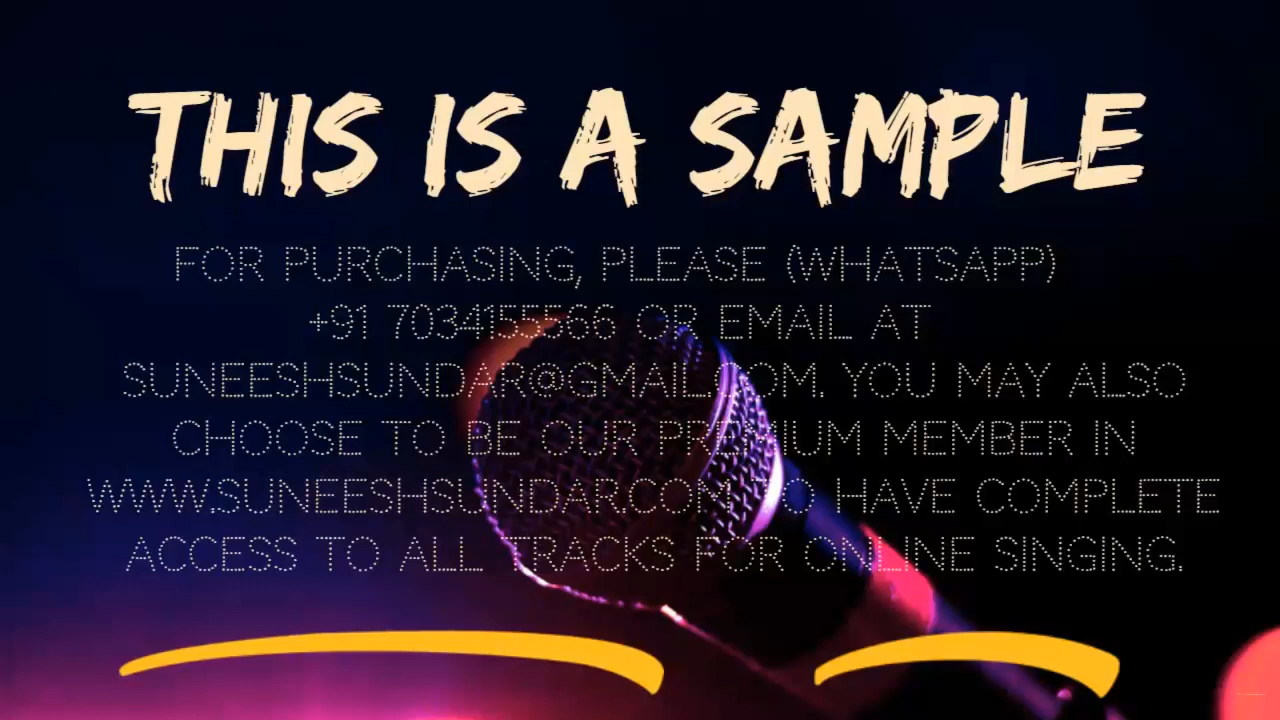 THIS IS A SAMPLE
FOR PURCHASING, PLEASE (WHATSAPP)
+91 7034155566 OR EMAIL AT
SUNEESHSUNDAR@GMAIL.COM. YOU MAY ALSO
CHOOSE TO BE OUR PREMIUM MEMBER IN
WWW.SUNEESHSUNDAR.COM TO HAVE COMPLETE
ACCESS TO ALL TRACKS FOR ONLINE SINGING.